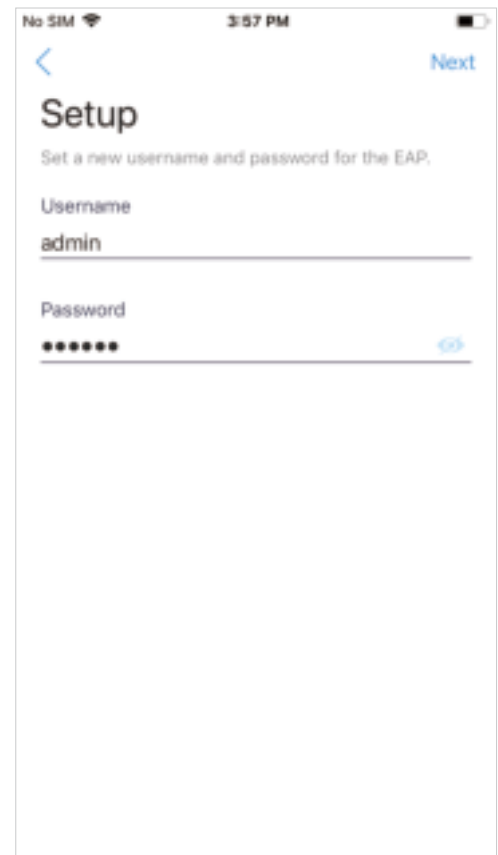 No SIM 3:57 PM
Next
Setup
Set a new username and password for the EAP.
Username
admin
Password
••••••